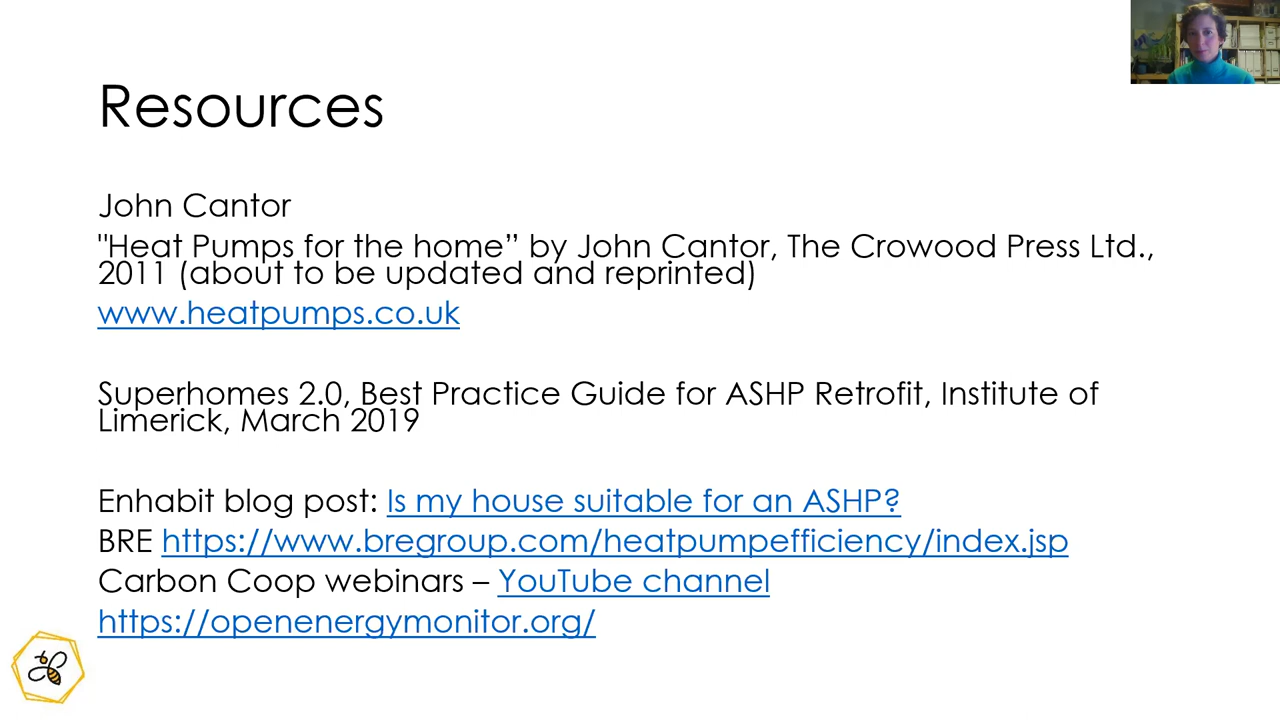 Resources
John Cantor
"Heat Pumps for the home” by John Cantor, The Crowood Press Ltd.,
2011 (about to be updated and reprinted)
www.heatpumps.co.uk
Superhomes 2.0, Best Practice Guide for ASHP Retrofit, Institute of
Limerick, March 2019
Enhabit blog post: Is my house suitable for an ASHP?
BRE https://www.bregroup.com/heatpumpefficiency/index.jsp
Carbon Coop webinars – YouTube channel
https://openenergymonitor.org/